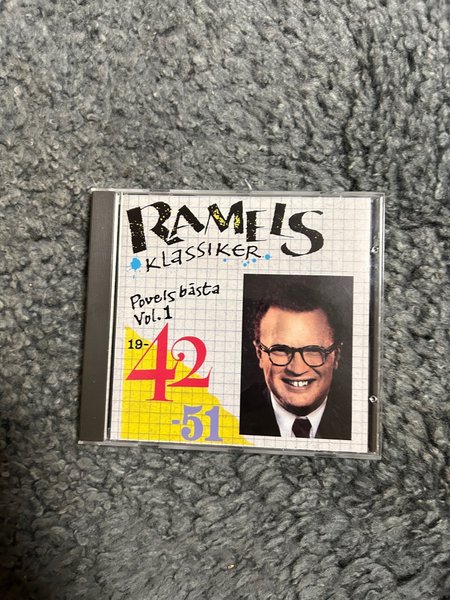 RAMELS
KLASSIKER
Povels bästa
Vol.1
19-42
-51